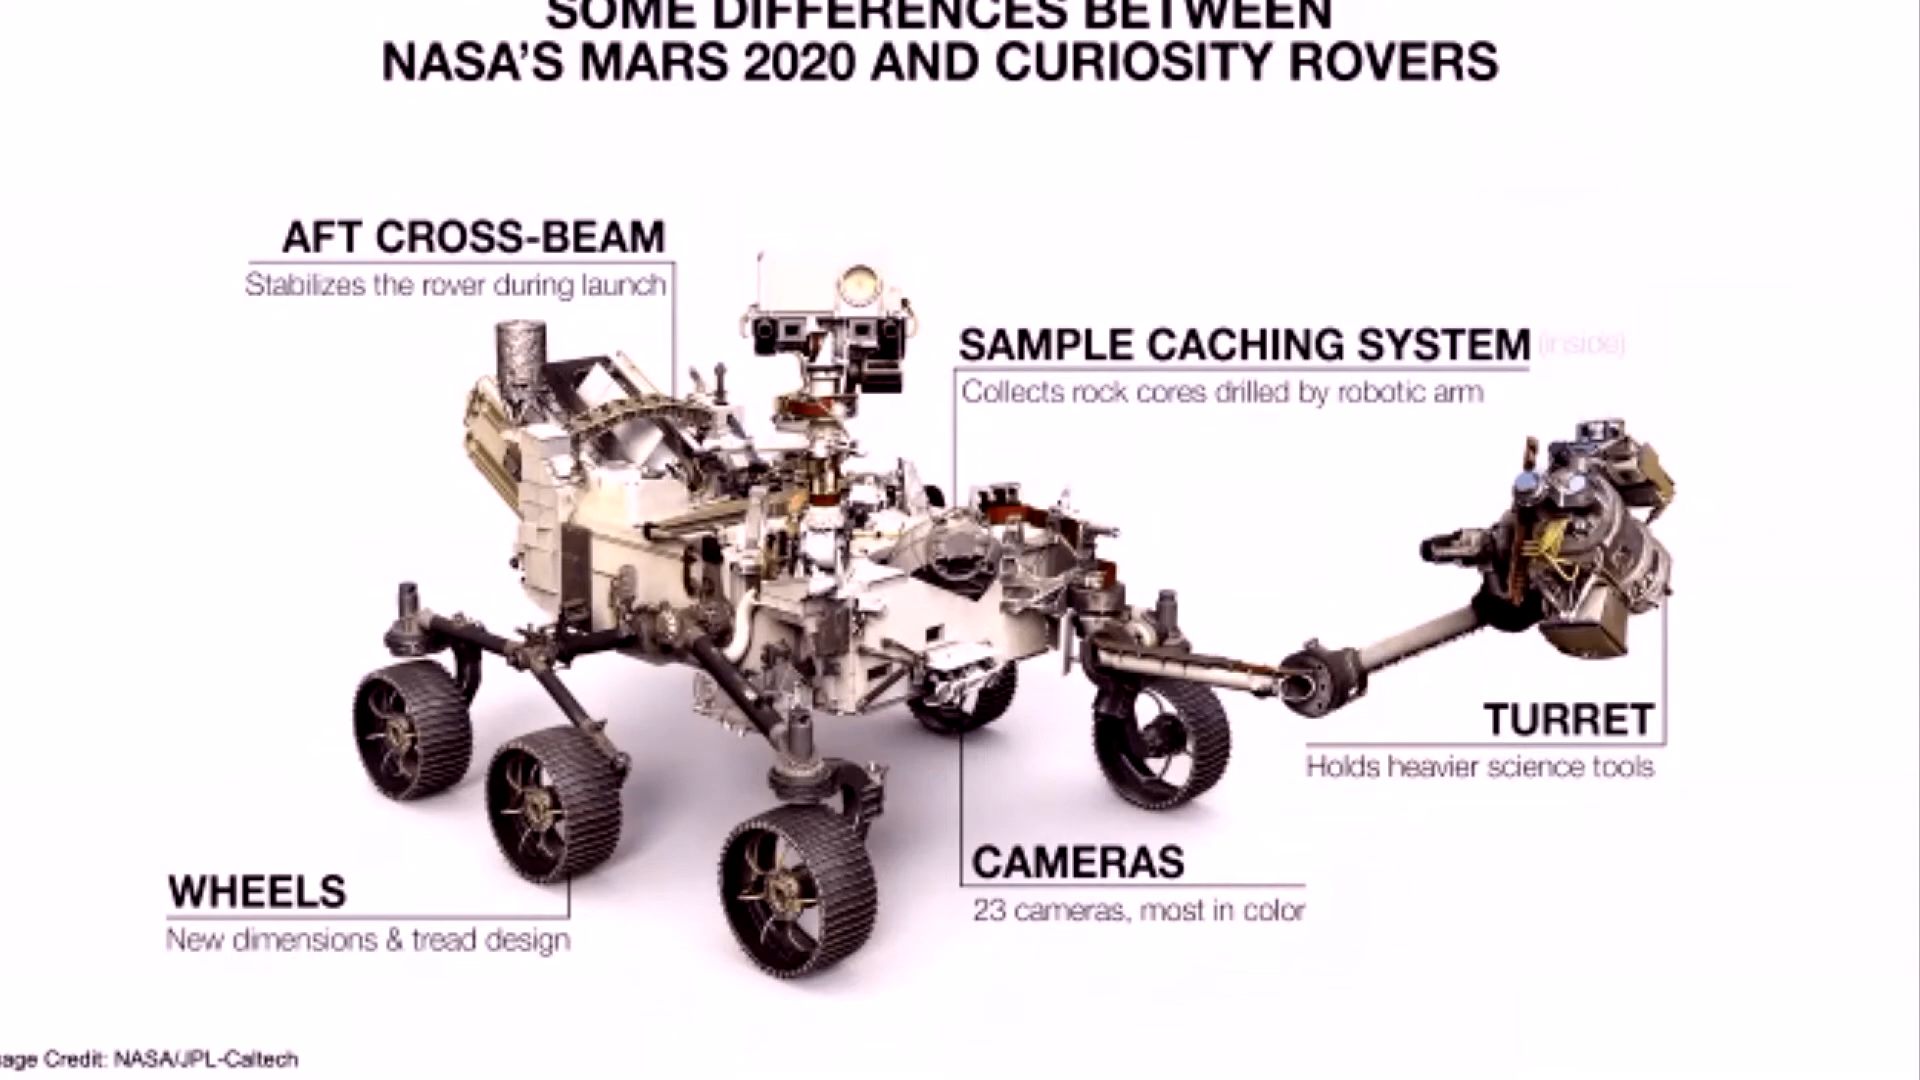 SOME DIFFERENCES BETWEEN
NASA'S MARS 2020 AND CURIOSITY ROVERS
AFT CROSS-BEAM
Stabilizes the rover during launch
SAMPLE CACHING SYSTEM (inside)
Collects rock cores drilled by robotic arm
TURRET
Holds heavier science tools
CAMERAS
23 cameras, most in color
WHEELS
New dimensions & tread design
Credit: NASA/JPL-Caltech